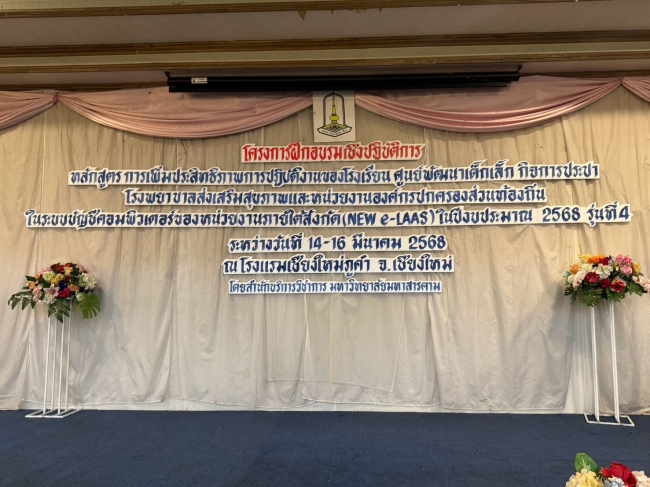 โครงการฝึกอบรมเชิงปฏิบัติการ
หลักสูตร การเพิ่มประสิทธิภาพการปฏิบัติงานของโรงเรียน ศูนย์พัฒนาเด็กเล็ก กิจการประปา
โรงพยาบาลส่งเสริมสุขภาพและหน่วยงานองค์กรปกครองส่วนท้องถิ่น
ในระบบบัญชีคอมพิวเตอร์ของหน่วยงานภายใต้สังกัด(NEW e-LAAS) ในปีงบประมาณ 2568 รุ่นที่ 4
ระหว่างวันที่ 14-16 มีนาคม 2568
ณ โรงแรมเชียงใหม่ภูคำ จ.เชียงใหม่
โดยสำนักบริการวิชาการ มหาวิทยาลัยมหาสารคาม